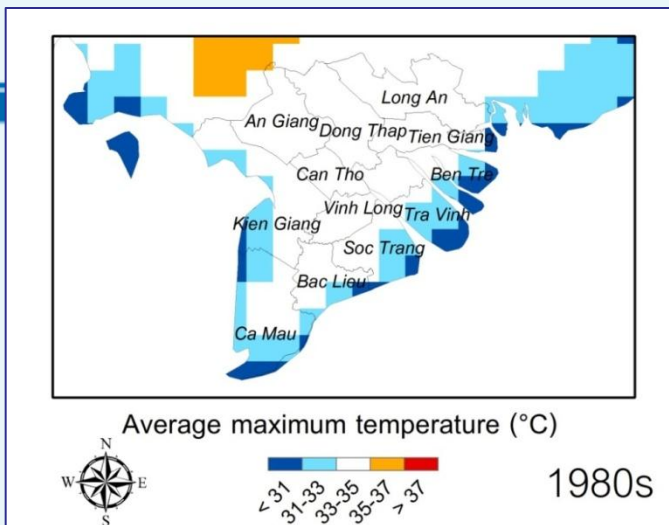 Long An
An Giang
Dong Thap
Tien Giang
Can Tho
Ben Tre
Vinh Long
Kien Giang
Tra Vinh
Soc Trang
Bac Lieu
Ca Mau
Average maximum temperature (°C)
N
W E
S
< 31
31-33
33-35
35-37
> 37
1980s